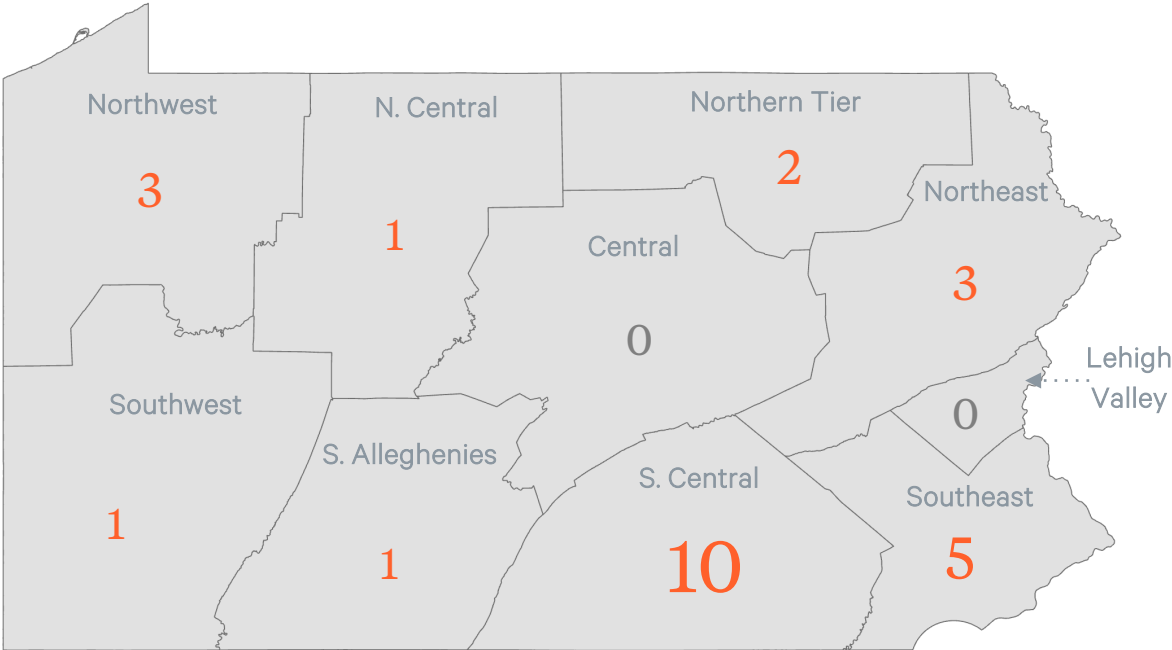 Northwest
3
N. Central
1
Northern Tier
2
Northeast
3
Central
0
Lehigh
Valley
0
Southwest
1
S. Alleghenies
1
S. Central
10
Southeast
5